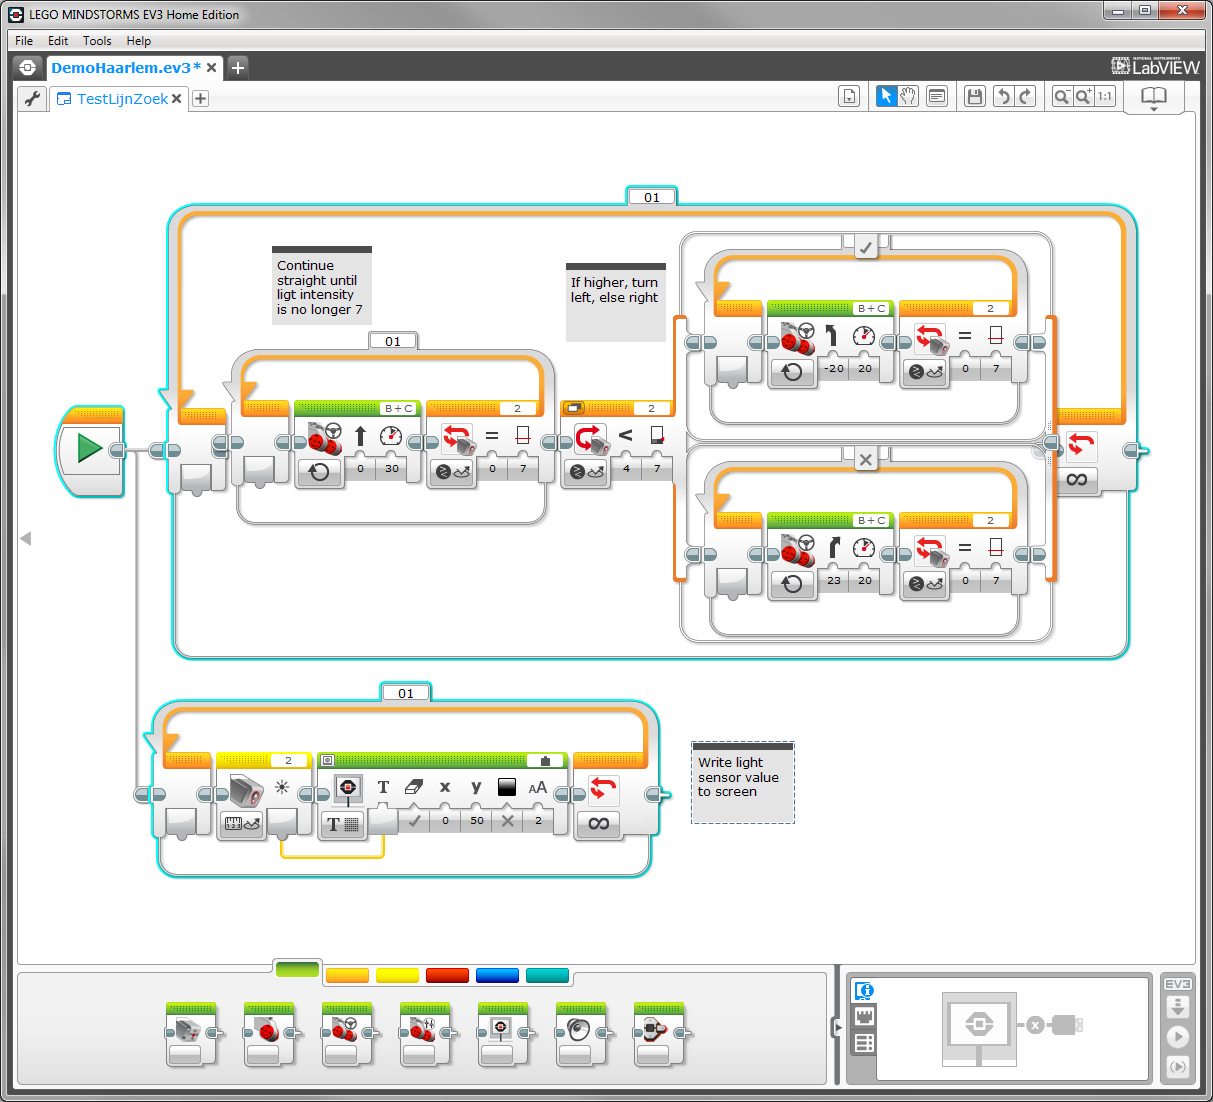 LEGO MINDSTORMS EV3 Home Edition
File Edit Tools Help
DemoHaarlem.ev3*
NATIONAL INSTRUMENTS
LabVIEW
TestLijnZoek
1:1
01
Continue
straight until
ligt intensity
is no longer 7
If higher, turn
left, else right
B+C 2
-20 20 0 7
01
B+C 2 2
0 30 0 7 4 7
B+C 2
23 20 0 7
01
2
T x y AA
T 0 50 2
Write light
sensor value
to screen
EV3